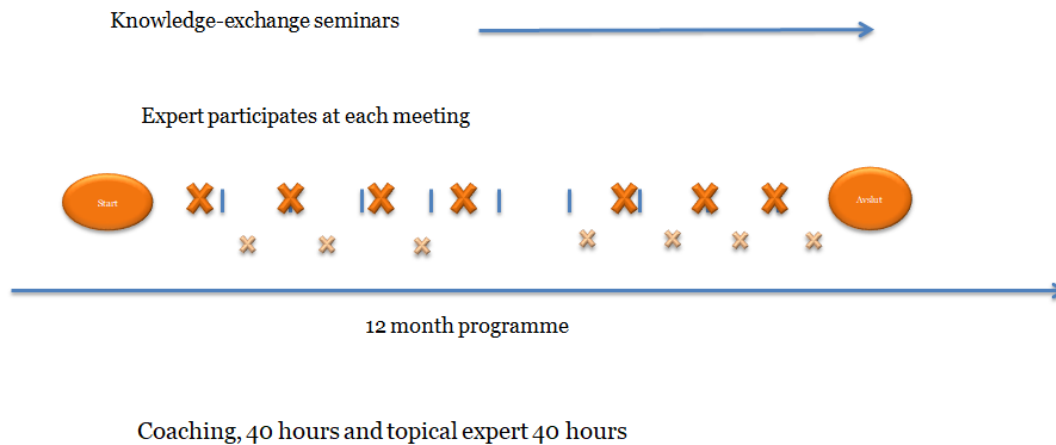 Knowledge-exchange seminars
Expert participates at each meeting
Start
Avslut
12 month programme
Coaching, 40 hours and topical expert 40 hours